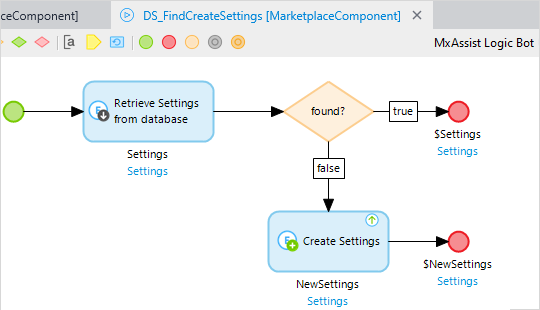 ceComponent]
DS_FindCreateSettings [MarketplaceComponent]
MxAssist Logic Bot
Retrieve Settings
from database
found?
true
$Settings
Settings
Settings
Settings
false
Create Settings
$NewSettings
Settings
NewSettings
Settings